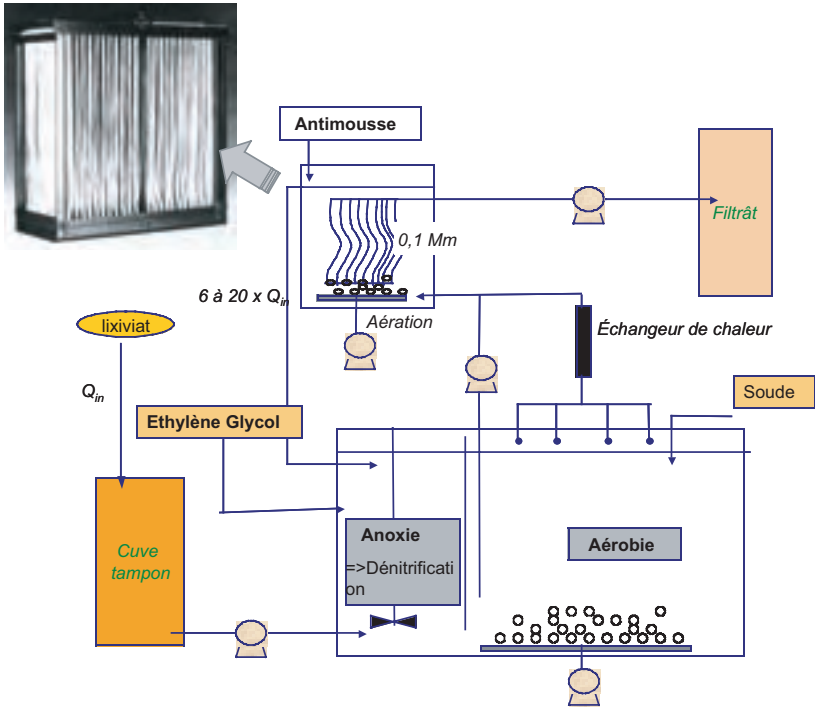 Antimousse
Filtrât
0,1 Mm
6 à 20 x Qin
Aération
lixiviat
Échangeur de chaleur
Qin
Soude
Ethylène Glycol
Cuve
tampon
Anoxie
=>Dénitrificati
on
Aérobie